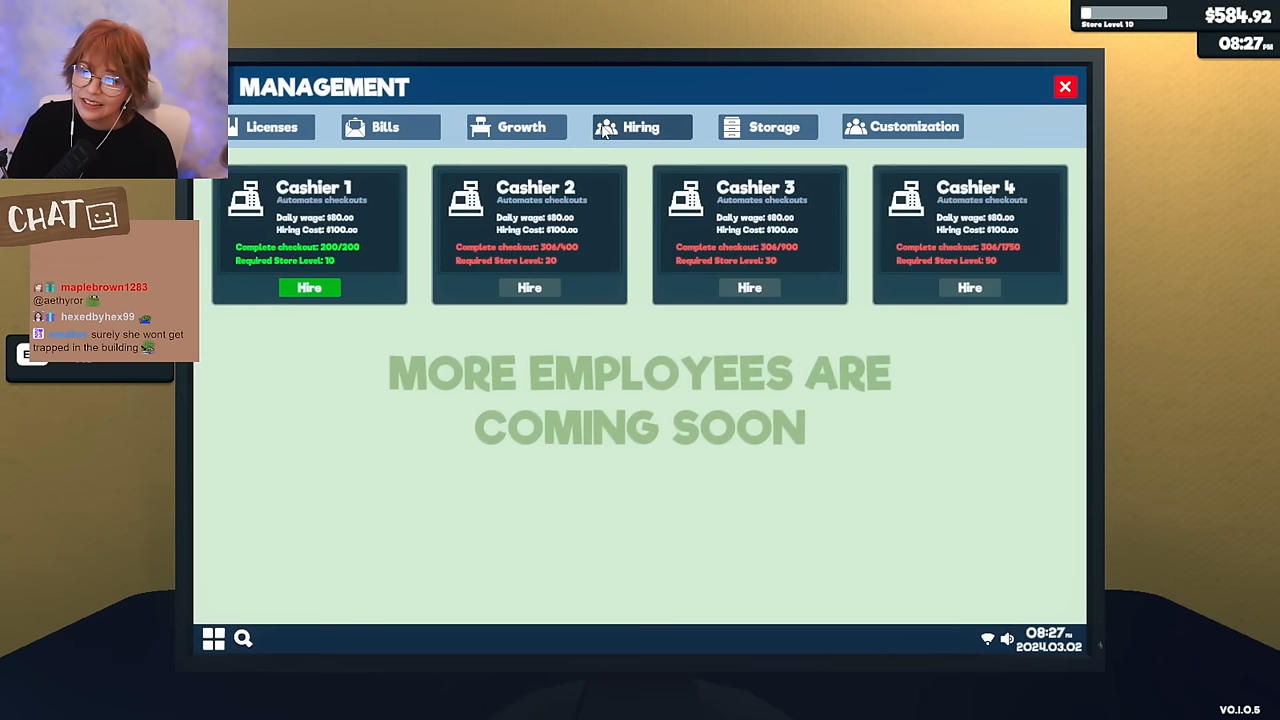 $584.92
Store Level 10
08:27PM
MANAGEMENT
Licenses
Bills
Growth
Hiring
Storage
Customization
Cashier 1
Automates checkouts
Daily wage: $80.00
Hiring Cost: $100.00
Complete checkout: 200/200
Required Store Level: 10
Hire
Cashier 2
Automates checkouts
Daily wage: $80.00
Hiring Cost: $100.00
Complete checkout: 306/400
Required Store Level: 20
Hire
Cashier 3
Automates checkouts
Daily wage: $80.00
Hiring Cost: $100.00
Complete checkout: 306/900
Required Store Level: 30
Hire
Cashier 4
Automates checkouts
Daily wage: $80.00
Hiring Cost: $100.00
Complete checkout: 306/1750
Required Store Level: 50
Hire
CHAT
maplebrown1283
@aethyror
hexedbyhex99
surely she wont get
trapped in the building
MORE EMPLOYEES ARE
COMING SOON
08:27PM
2024.03.02
V0.1.0.5